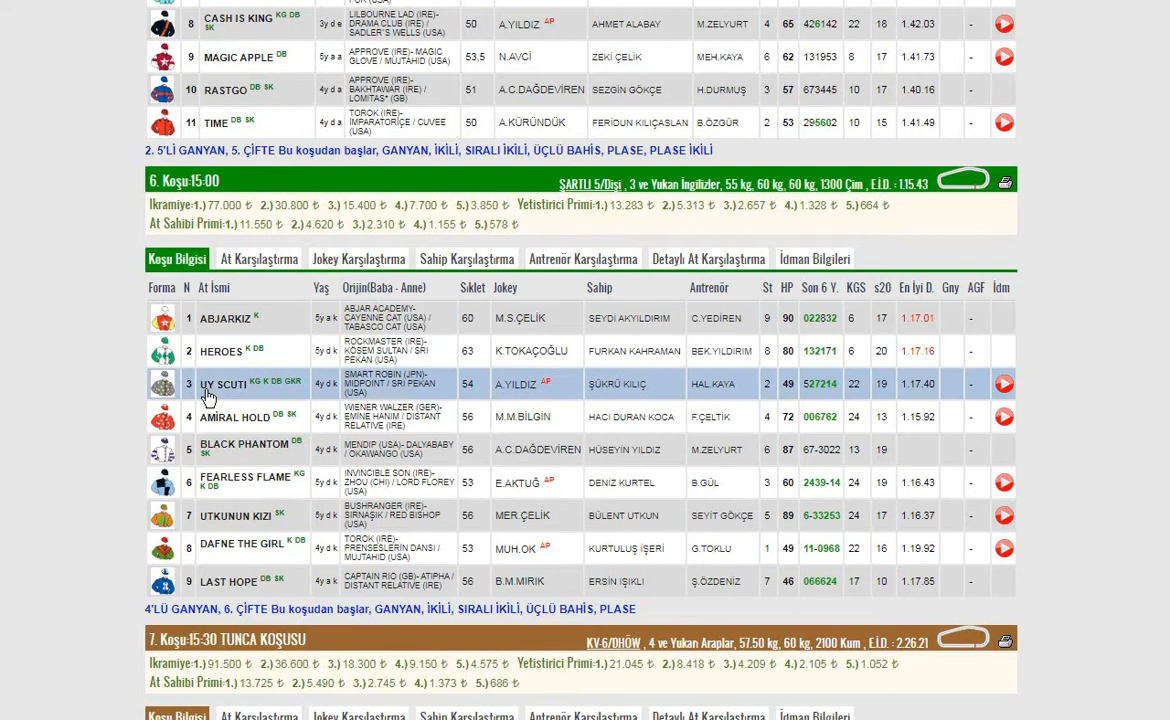 8 CASH IS KING KG DB SK 3y d e LILBOURNE LAD (IRE)- DRAMA CLUB (IRE) / SADLER`S WELLS (USA) 50 A.YILDIZ AP AHMET ALABAY M.ZELYURT 4 65 426142 22 18 1.42.03
9 MAGIC APPLE DB 5y a a APPROVE (IRE)- MAGIC GLOVE / MUJTAHID (USA) 53,5 N.AVCİ ZEKİ ÇELİK MEH.KAYA 6 62 131953 8 17 1.41.73 -
10 RASTGO DB SK 4y d a APPROVE (IRE)- BAKHTAWAR (IRE) / LOMITAS* (GB) 51 A.C.DAĞDEVİREN SEZGİN GÖKÇE H.DURMUŞ 3 57 673445 10 17 1.40.16 -
11 TIME DB SK 4y d a TOROK (IRE)- İMPARATORİÇE / CUVEE (USA) 50 A.KÜRÜNDÜK FERİDUN KILIÇASLAN B.ÖZGÜR 2 53 295602 10 15 1.41.49 -
2. 5'Lİ GANYAN, 5. ÇİFTE Bu koşudan başlar, GANYAN, İKİLİ, SIRALI İKİLİ, ÜÇLÜ BAHİS, PLASE, PLASE İKİLİ
6. Koşu:15:00 ŞARTLI 5/Dişi , 3 ve Yukarı İngilizler, 55 kg, 60 kg, 60 kg, 1300 Çim , E.İ.D. : 1.15.43
Ikramiye:1.) 77.000 ₺ 2.) 30.800 ₺ 3.) 15.400 ₺ 4.) 7.700 ₺ 5.) 3.850 ₺ Yetistirici Primi:1.) 13.283 ₺ 2.) 5.313 ₺ 3.) 2.657 ₺ 4.) 1.328 ₺ 5.) 664 ₺
At Sahibi Primi:1.) 11.550 ₺ 2.) 4.620 ₺ 3.) 2.310 ₺ 4.) 1.155 ₺ 5.) 578 ₺
Koşu Bilgisi At Karşılaştırma Jokey Karşılaştırma Sahip Karşılaştırma Antrenör Karşılaştırma Detaylı At Karşılaştırma İdman Bilgileri
Forma N At İsmi Yaş Orijin(Baba - Anne) Sıklet Jokey Sahip Antrenör St HP Son 6 Y. KGS s20 En İyi D. Gny AGF İdm
1 ABJARKIZ K 5y a k ABJAR ACADEMY- CAYENNE CAT (USA) / TABASCO CAT (USA) 60 M.S.ÇELİK SEYDİ AKYILDIRIM C.YEDİREN 9 90 022832 6 17 1.17.01 -
2 HEROES K DB 5y d k ROCKMASTER (IRE)- KÖSEM SULTAN / SRI PEKAN (USA) 63 K.TOKAÇOĞLU FURKAN KAHRAMAN BEK.YILDIRIM 8 80 132171 6 20 1.17.16 -
3 UY SCUTI KG K DB GKR 4y d k SMART ROBIN (JPN)- MIDPOINT / SRI PEKAN (USA) 54 A.YILDIZ AP ŞÜKRÜ KILIÇ HAL.KAYA 2 49 527214 22 19 1.17.40 -
4 AMİRAL HOLD DB SK 4y d k WIENER WALZER (GER)- EMİNE HANIM / DISTANT RELATIVE (IRE) 56 M.M.BİLGİN HACI DURAN KOCA F.ÇELTİK 4 72 006762 24 13 1.15.92 -
5 BLACK PHANTOM DB SK 4y d k MENDIP (USA)- DALYABABY / OKAWANGO (USA) 56 A.C.DAĞDEVİREN HÜSEYİN YILDIZ M.ZELYURT 6 87 67-3022 13 19 -
6 FEARLESS FLAME KG K DB 4y d k INVINCIBLE SON (IRE)- ZHOU (CHI) / LORD FLOREY (USA) 53 E.AKTUĞ AP DENİZ KURTEL B.GÜL 3 60 2439-14 24 19 1.16.43 -
7 UTKUNUN KIZI SK 5y d k BUSHRANGER (IRE)- SIRNAŞIK / RED BISHOP (USA) 56 MER.ÇELİK BÜLENT UTKUN SEYİT GÖKÇE 5 89 6-33253 24 17 1.16.37 -
8 DAFNE THE GIRL K DB 4y d k TOROK (IRE)- PRENSESLERİN DANSI / MUJTAHID (USA) 53 MUH.OK AP KURTULUŞ İŞERİ G.TOKLU 1 49 11-0968 22 16 1.19.92 -
9 LAST HOPE DB SK 4y a k CAPTAIN RIO (GB)- ATIPHA / DISTANT RELATIVE (IRE) 56 B.M.MIRIK ERSİN IŞIKLI Ş.ÖZDENİZ 7 46 066624 17 10 1.17.85 -
4'LÜ GANYAN, 6. ÇİFTE Bu koşudan başlar, GANYAN, İKİLİ, SIRALI İKİLİ, ÜÇLÜ BAHİS, PLASE
7. Koşu:15:30 TUNCA KOŞUSU KV-6/DHÖW , 4 ve Yukarı Araplar, 57.50 kg, 60 kg, 2100 Kum , E.İ.D. : 2.26.21
Ikramiye:1.) 91.500 ₺ 2.) 36.600 ₺ 3.) 18.300 ₺ 4.) 9.150 ₺ 5.) 4.575 ₺ Yetistirici Primi:1.) 21.045 ₺ 2.) 8.418 ₺ 3.) 4.209 ₺ 4.) 2.105 ₺ 5.) 1.052 ₺
At Sahibi Primi:1.) 13.725 ₺ 2.) 5.490 ₺ 3.) 2.745 ₺ 4.) 1.373 ₺ 5.) 686 ₺
Koşu Bilgisi At Karşılaştırma Jokey Karşılaştırma Sahip Karşılaştırma Antrenör Karşılaştırma Detaylı At Karşılaştırma İdman Bilgileri